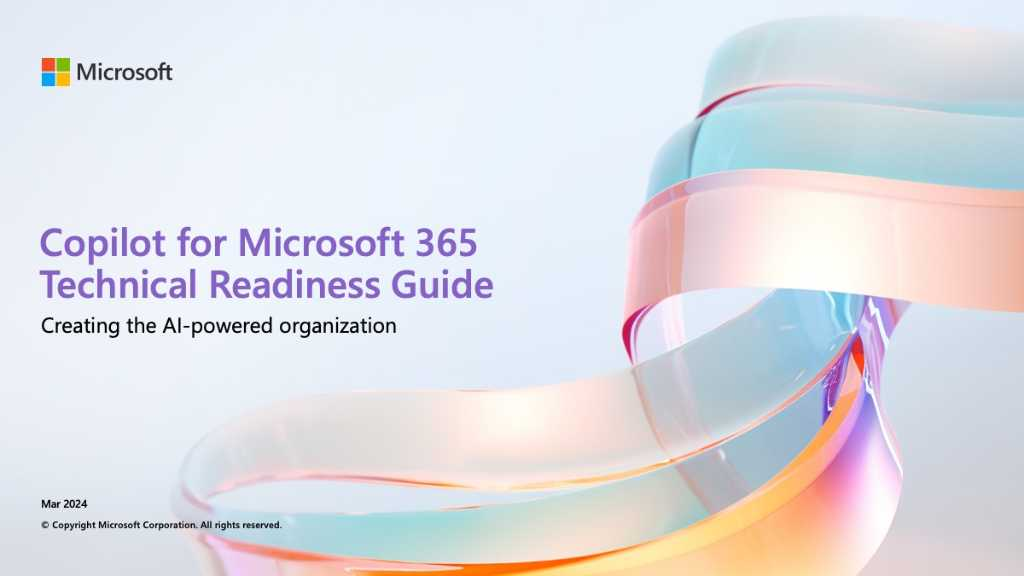 Microsoft
Copilot for Microsoft 365
Technical Readiness Guide
Creating the AI-powered organization
Mar 2024
© Copyright Microsoft Corporation. All rights reserved.